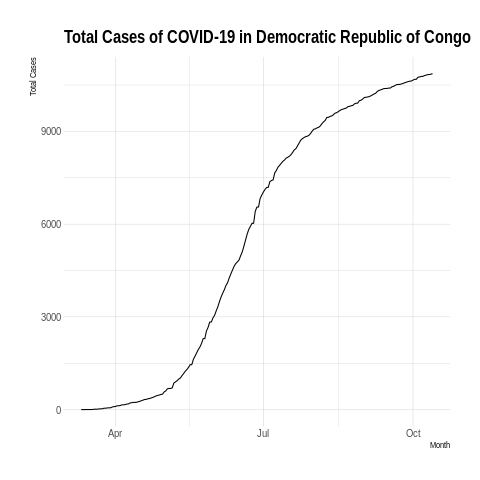 Total Cases of COVID-19 in Democratic Republic of Congo
Total Cases
9000
6000
3000
0
Apr Jul Oct
Month